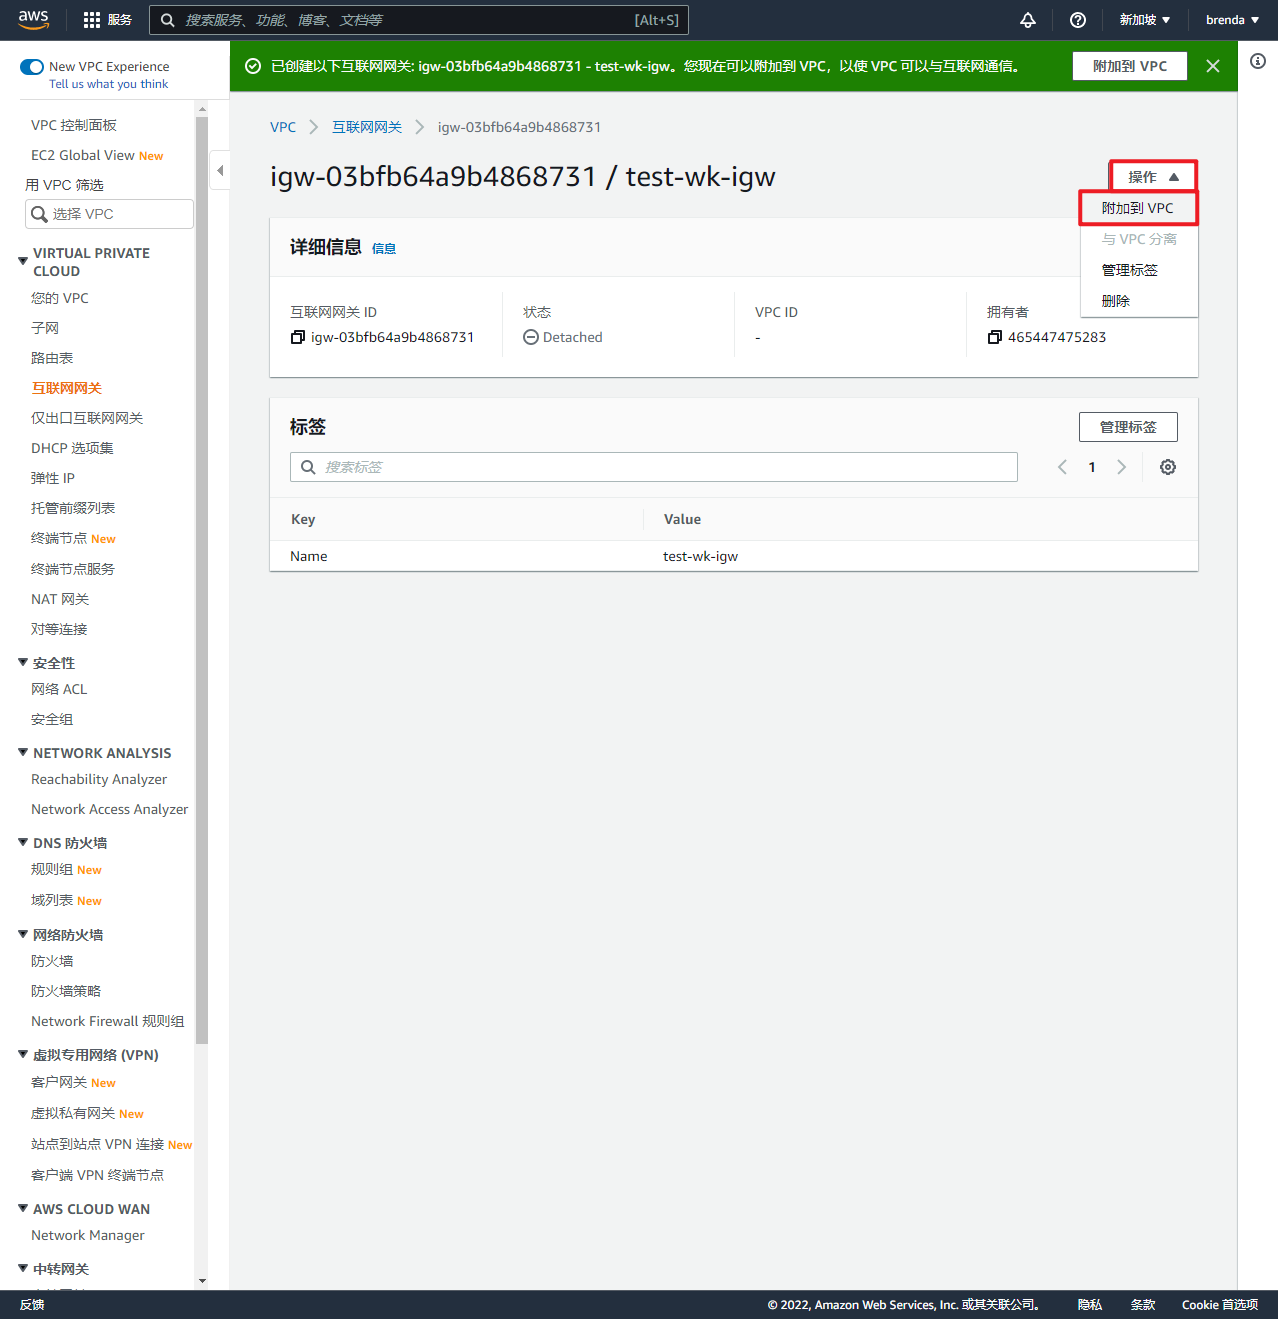 aws 服务 搜索服务、功能、博客、文档等 [Alt+S] 新加坡 brenda
New VPC Experience
Tell us what you think
已创建以下互联网网关: igw-03bfb64a9b4868731 - test-wk-igw。您现在可以附加到 VPC，以使 VPC 可以与互联网通信。 附加到 VPC
VPC 控制面板
EC2 Global View New
用 VPC 筛选
选择 VPC
VIRTUAL PRIVATE
CLOUD
您的 VPC
子网
路由表
互联网网关
仅出口互联网网关
DHCP 选项集
弹性 IP
托管前缀列表
终端节点 New
终端节点服务
NAT 网关
对等连接
安全性
网络 ACL
安全组
NETWORK ANALYSIS
Reachability Analyzer
Network Access Analyzer
DNS 防火墙
规则组 New
域列表 New
网络防火墙
防火墙
防火墙策略
Network Firewall 规则组
虚拟专用网络 (VPN)
客户网关 New
虚拟私有网关 New
站点到站点 VPN 连接 New
客户端 VPN 终端节点
AWS CLOUD WAN
Network Manager
中转网关
VPC 互联网网关 igw-03bfb64a9b4868731
igw-03bfb64a9b4868731 / test-wk-igw
操作
附加到 VPC
与 VPC 分离
管理标签
删除
详细信息 信息
互联网网关 ID
igw-03bfb64a9b4868731
状态
Detached
VPC ID
-
拥有者
465447475283
标签 管理标签
搜索标签 1
Key Value
Name test-wk-igw
反馈 © 2022, Amazon Web Services, Inc. 或其关联公司。 隐私 条款 Cookie 首选项